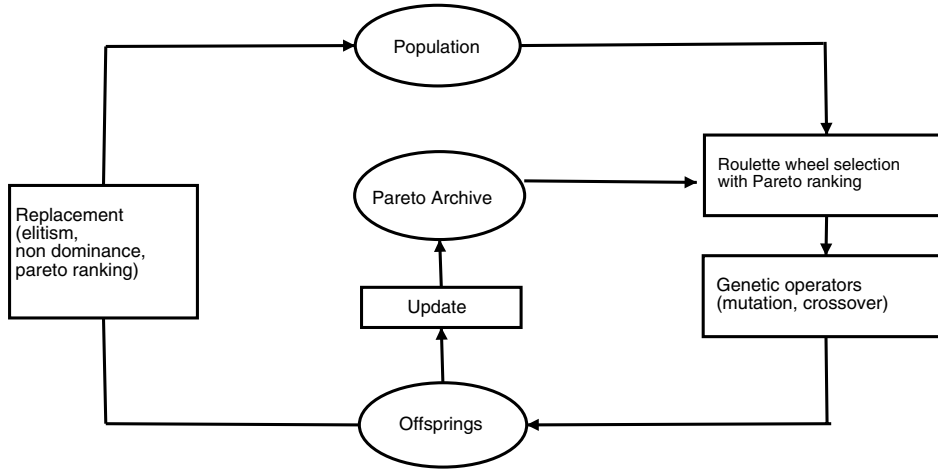 Population
Roulette wheel selection
with Pareto ranking
Pareto Archive
Replacement
(elitism,
non dominance,
pareto ranking)
Genetic operators
(mutation, crossover)
Update
Offsprings